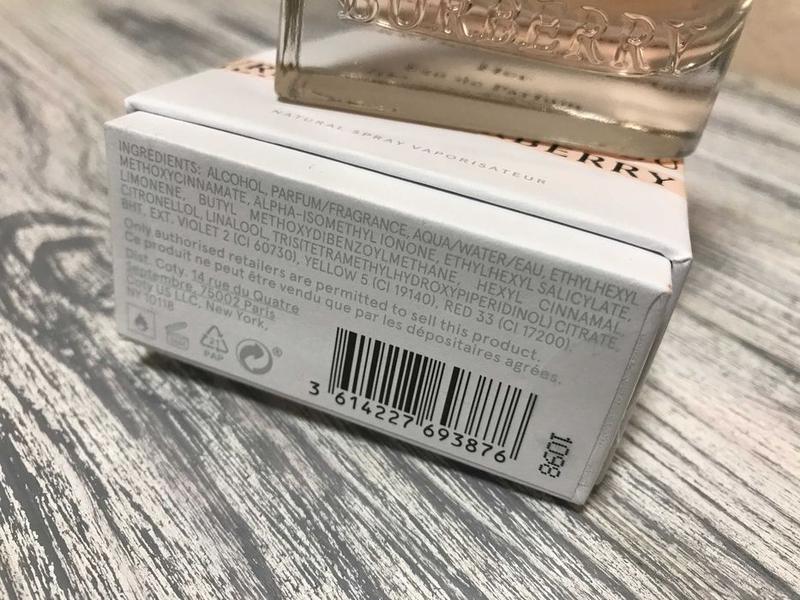 BURBERRY
Her
Eau de Parfum
BERRY
NATURAL SPRAY VAPORISATEUR
INGREDIENTS: ALCOHOL, PARFUM/FRAGRANCE, AQUA/WATER/EAU, ETHYLHEXYL
METHOXYCINNAMATE, ALPHA-ISOMETHYL IONONE, ETHYLHEXYL SALICYLATE,
LIMONENE, BUTYL METHOXYDIBENZOYLMETHANE, HEXYL CINNAMAL,
CITRONELLOL, LINALOOL, TRIS(TETRAMETHYLHYDROXYPIPERIDINOL) CITRATE,
BHT, EXT. VIOLET 2 (CI 60730), YELLOW 5 (CI 19140), RED 33 (CI 17200).
Only authorised retailers are permitted to sell this product.
Ce produit ne peut être vendu que par les dépositaires agréés.
Dist. Coty. 14 rue du Quatre
Septembre, 75002 Paris
Coty US LLC, New York,
NY 10118
21
PAP
3 614227 693876
1098